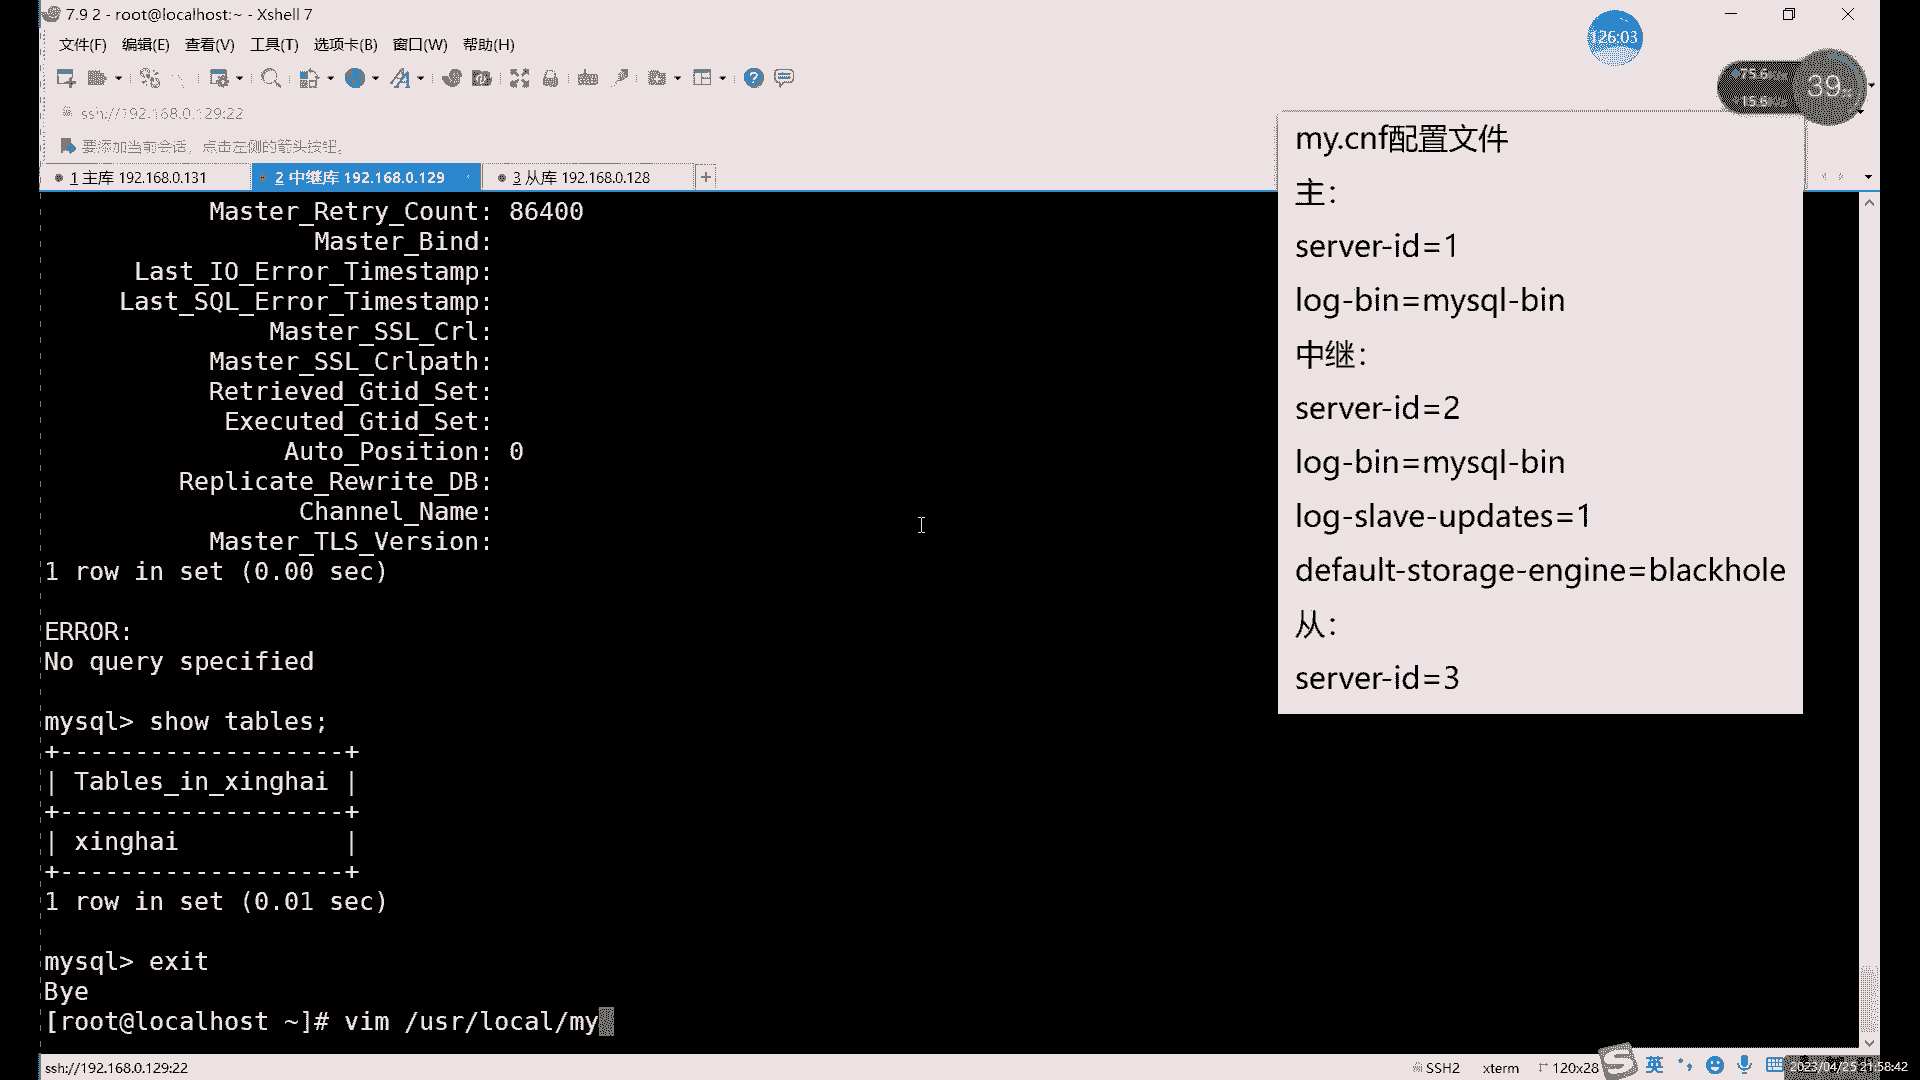 7.9 2 - root@localhost:~ - Xshell 7
文件(F) 编辑(E) 查看(V) 工具(T) 选项卡(B) 窗口(W) 帮助(H)
126:03
75.6
15.6
39
ssh://192.168.0.129:22
要添加当前会话，点击左侧的箭头按钮。
1 主库 192.168.0.131
2 中继库 192.168.0.129
3 从库 192.168.0.128
Master_Retry_Count: 86400
Master_Bind:
Last_IO_Error_Timestamp:
Last_SQL_Error_Timestamp:
Master_SSL_Crl:
Master_SSL_Crlpath:
Retrieved_Gtid_Set:
Executed_Gtid_Set:
Auto_Position: 0
Replicate_Rewrite_DB:
Channel_Name:
Master_TLS_Version:
1 row in set (0.00 sec)
ERROR:
No query specified
mysql> show tables;
+-------------------+
| Tables_in_xinghai |
+-------------------+
| xinghai           |
+-------------------+
1 row in set (0.01 sec)
mysql> exit
Bye
[root@localhost ~]# vim /usr/local/my
my.cnf配置文件
主：
server-id=1
log-bin=mysql-bin
中继：
server-id=2
log-bin=mysql-bin
log-slave-updates=1
default-storage-engine=blackhole
从：
server-id=3
ssh://192.168.0.129:22
SSH2 xterm 120x28
英
2023/04/25 21:58:42